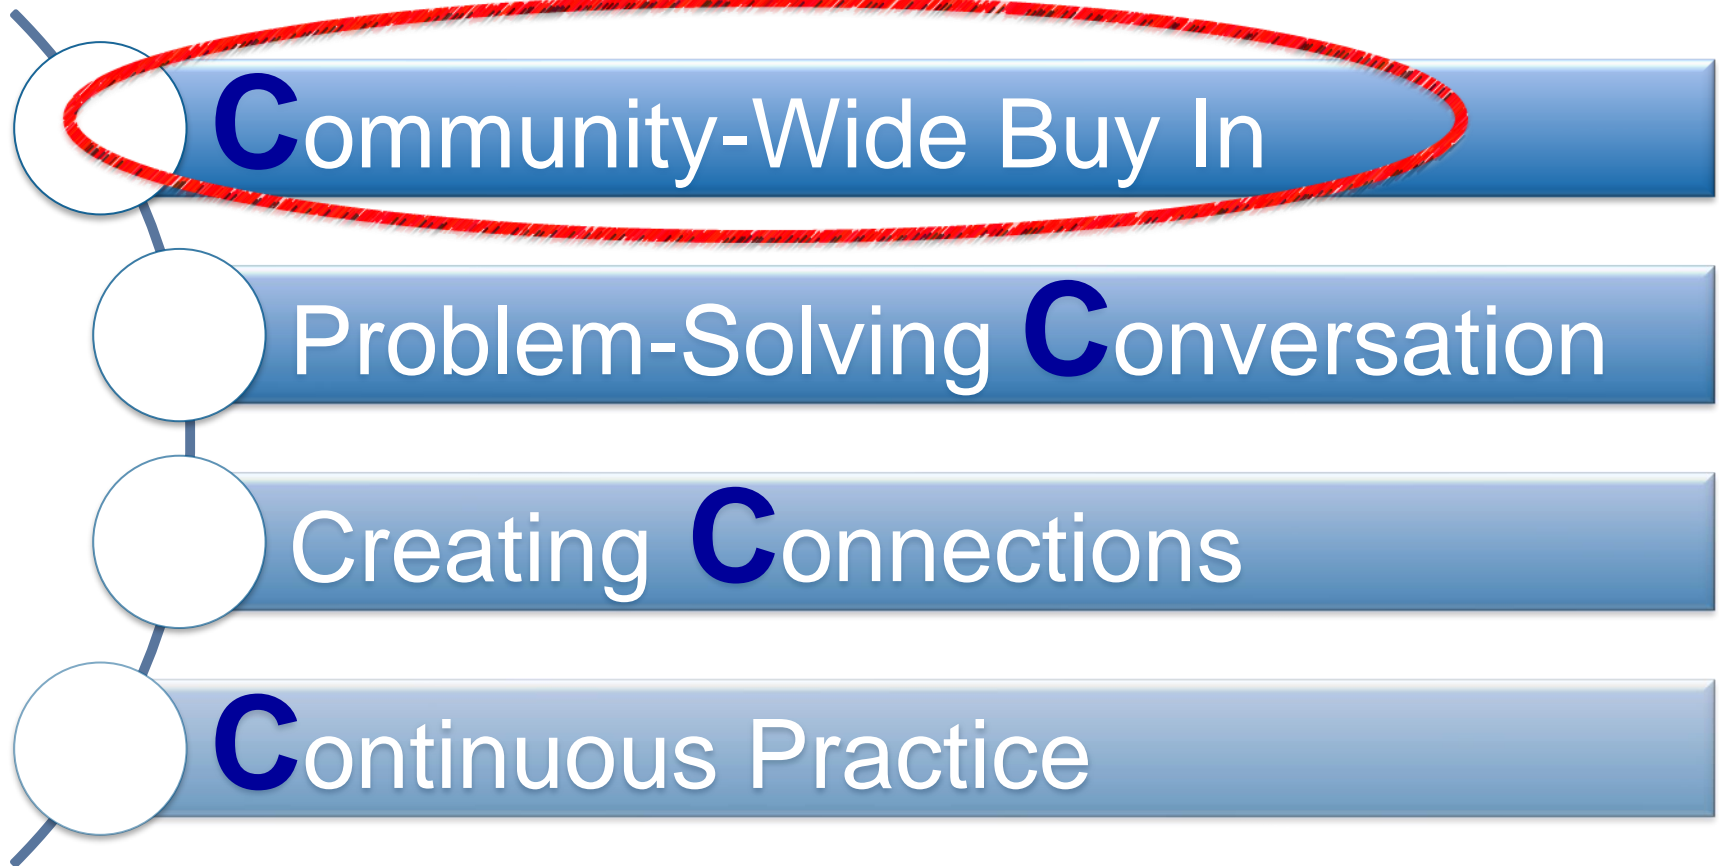 Community-Wide Buy In
Problem-Solving Conversation
Creating Connections
Continuous Practice